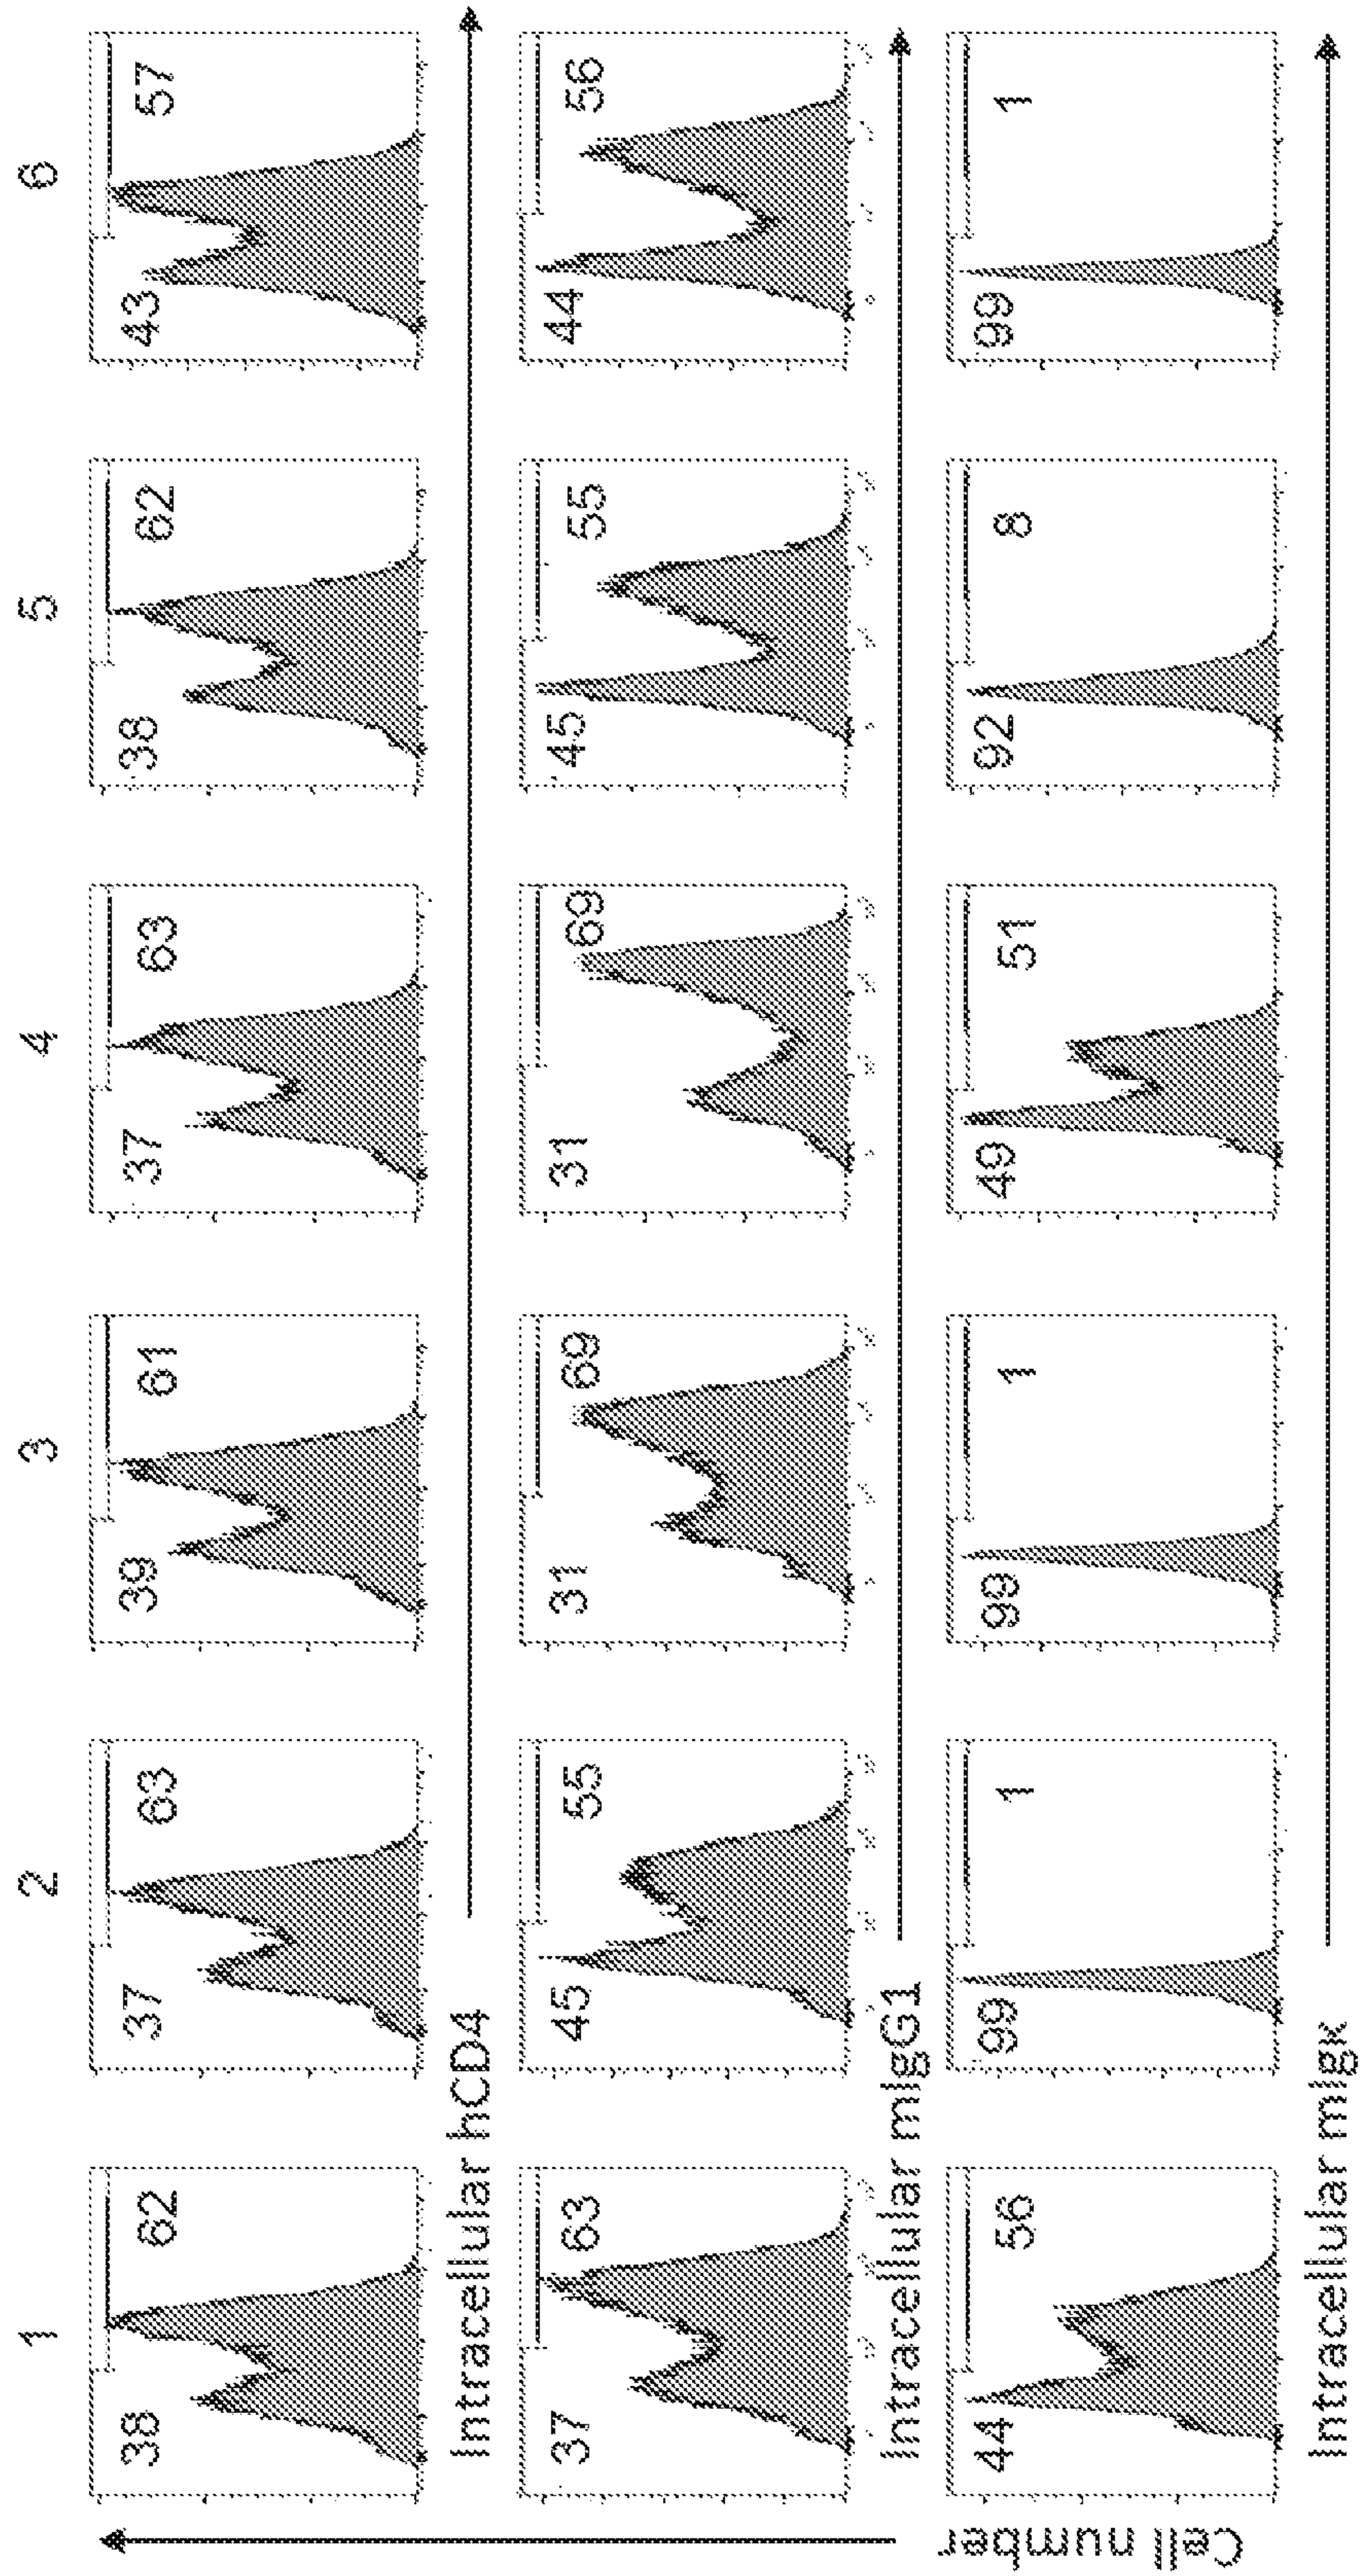 1 2 3 4 5 6
38 62 37 63 39 61 37 63 38 62 43 57
Intracellular hCD4
37 63 45 55 31 69 31 69 45 55 44 56
Intracellular mIgG1
44 56 99 1 99 1 49 51 92 8 99 1
Intracellular mIgκ
Cell number